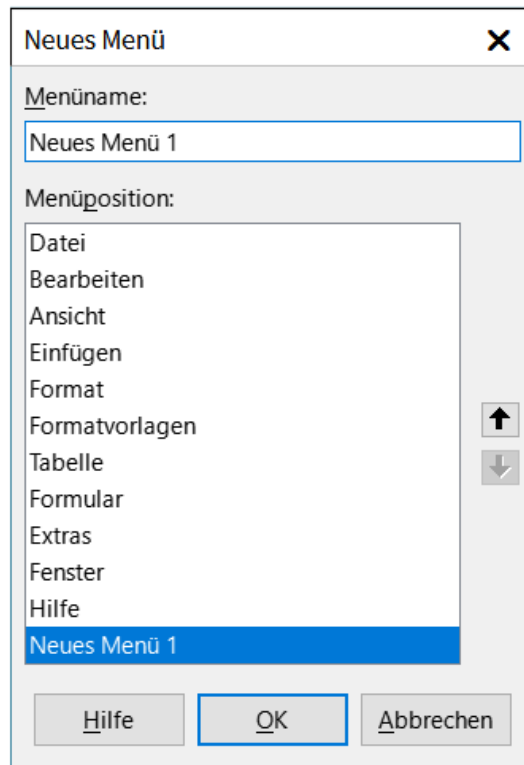 Neues Menü
Menüname:
Neues Menü 1
Menüposition:
Datei
Bearbeiten
Ansicht
Einfügen
Format
Formatvorlagen
Tabelle
Formular
Extras
Fenster
Hilfe
Neues Menü 1
Hilfe OK Abbrechen